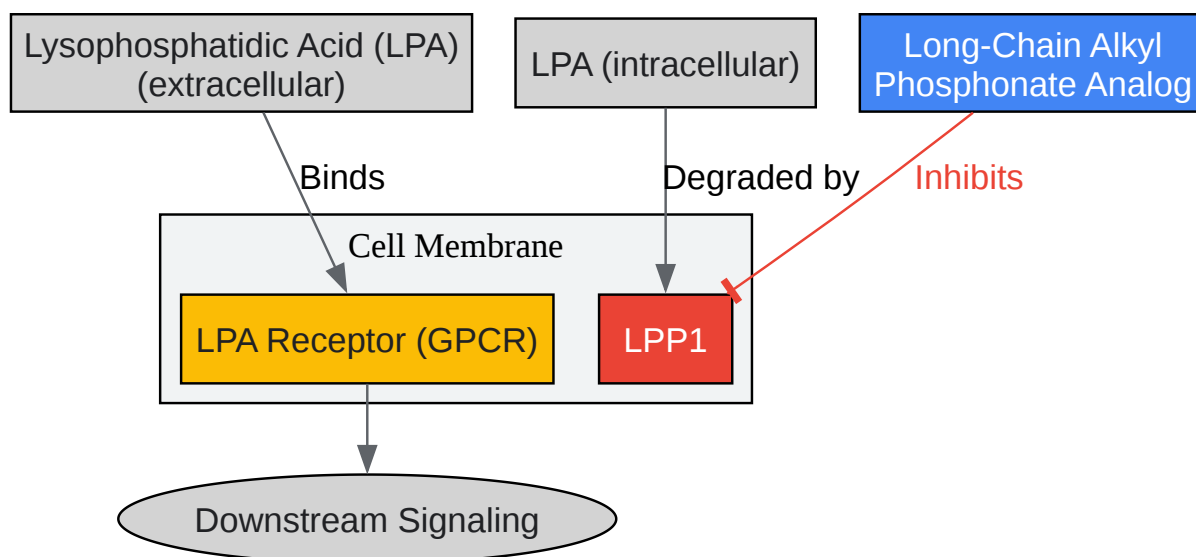 Lysophosphatidic Acid (LPA)
(extracellular)
LPA (intracellular)
Long-Chain Alkyl
Phosphonate Analog
Binds
Degraded by
Inhibits
Cell Membrane
LPA Receptor (GPCR)
LPP1
Downstream Signaling